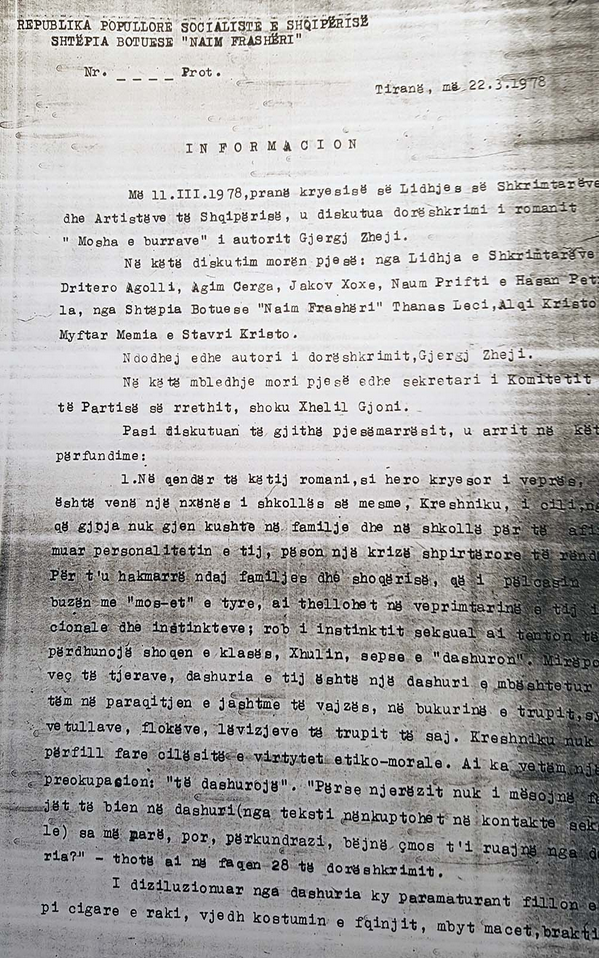 REPUBLIKA POPULLORE SOCIALISTE E SHQIPËRISË
SHTËPIA BOTUESE "NAIM FRASHËRI"
Nr. _ _ _ _ Prot.
Tiranë, më 22.3.1978
I N F O R M A C I O N
Më 11.III.1978,pranë kryesisë së Lidhjes së Shkrimtarëve
dhe Artistëve të Shqipërisë, u diskutua dorëshkrimi i romanit
" Mosha e burrave" i autorit Gjergj Zheji.
Në këtë diskutim morën pjesë: nga Lidhja e Shkrimtarëve
Dritero Agolli, Agim Cerga, Jakov Xoxe, Naum Prifti e Hasan Pet
la, nga Shtëpia Botuese "Naim Frashëri" Thanas Leci,Alqi Kristo
Myftar Memia e Stavri Kristo.
Ndodhej edhe autori i dorëshkrimit,Gjergj Zheji.
Në këtë mbledhje mori pjesë edhe sekretari i Komitetit
të Partisë së rrethit, shoku Xhelil Gjoni.
Pasi diskutuan të gjithë pjesëmarrësit, u arrit në kët
përfundime:
1.Në qendër të këtij romani,si hero kryesor i veprës,
është venë një nxënës i shkollës së mesme, Kreshniku, i cili,
që gjpja nuk gjen kushte në familje dhe në shkollë për të afi
muar personalitetin e tij, pëson një krizë shpirtërore të rënd
Për t'u hakmarrë ndaj familjes dhe shoqërisë, që i pëlcasin
buzën me "mos-et" e tyre, ai thellohet në veprimtarinë e tij i
cionale dhe instinkteve; rob i instinktit seksual ai tenton të
përdhunojë shoqen e klasës, Xhulin, sepse e "dashuron". Mirëpo
veç të tjerave, dashuria e tij është një dashuri e mbështetur
tëm në paraqitjen e jashtme të vajzës, në bukurinë e trupit,sy
vetullave, flokëve, lëvizjeve të trupit të saj. Kreshniku nuk
përfill fare cilësitë e virtytet etiko-morale. Ai ka vetëm një
preokupacion: "të dashurojë". "Përse njerëzit nuk i mësojnë f
jët të bien në dashuri(nga teksti nënkuptohet në kontakte sek
le) sa më parë, por, përkundrazi, bëjnë çmos t'i ruajnë nga d
ria?" - thotë ai në faqen 28 të dorëshkrimit.
I diziluzionuar nga dashuria ky paramaturant fillon e
pi cigare e raki, vjedh kostumin e fqinjit, mbyt macet,brakti